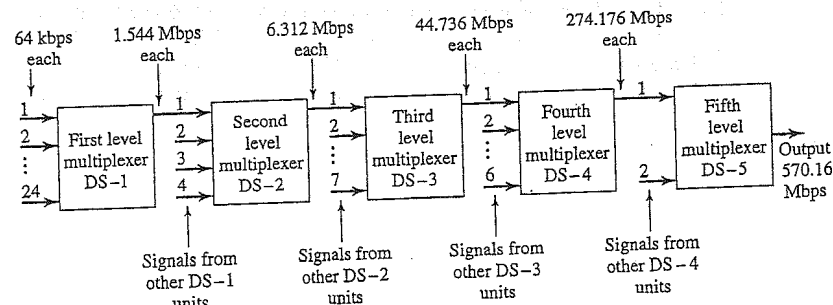 64 kbps
each
1.544 Mbps
each
6.312 Mbps
each
44.736 Mbps
each
274.176 Mbps
each
1
2
24
First level
multiplexer
DS-1
1
2
3
4
Second
level
multiplexer
DS-2
1
2
7
Third
level
multiplexer
DS-3
1
2
6
Fourth
level
multiplexer
DS-4
1
2
Fifth
level
multiplexer
DS-5
Output
570.16
Mbps
Signals from
other DS-1
units
Signals from
other DS-2
units
Signals from
other DS-3
units
Signals from
other DS-4
units